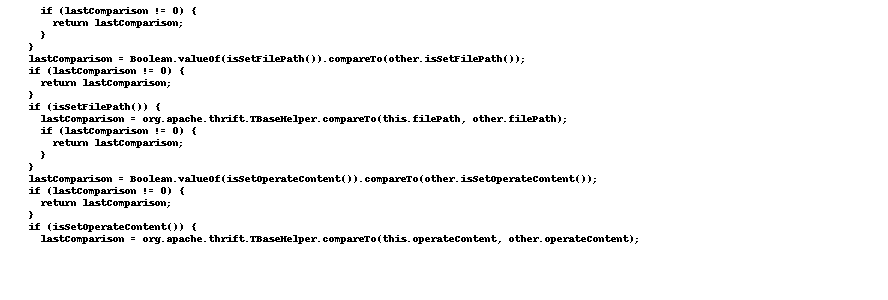 if (lastComparison != 0) {
return lastComparison;
}
}
lastComparison = Boolean.valueOf(isSetFilePath()).compareTo(other.isSetFilePath());
if (lastComparison != 0) {
return lastComparison;
}
if (isSetFilePath()) {
lastComparison = org.apache.thrift.TBaseHelper.compareTo(this.filePath, other.filePath);
if (lastComparison != 0) {
return lastComparison;
}
}
lastComparison = Boolean.valueOf(isSetOperateContent()).compareTo(other.isSetOperateContent());
if (lastComparison != 0) {
return lastComparison;
}
if (isSetOperateContent()) {
lastComparison = org.apache.thrift.TBaseHelper.compareTo(this.operateContent, other.operateContent);